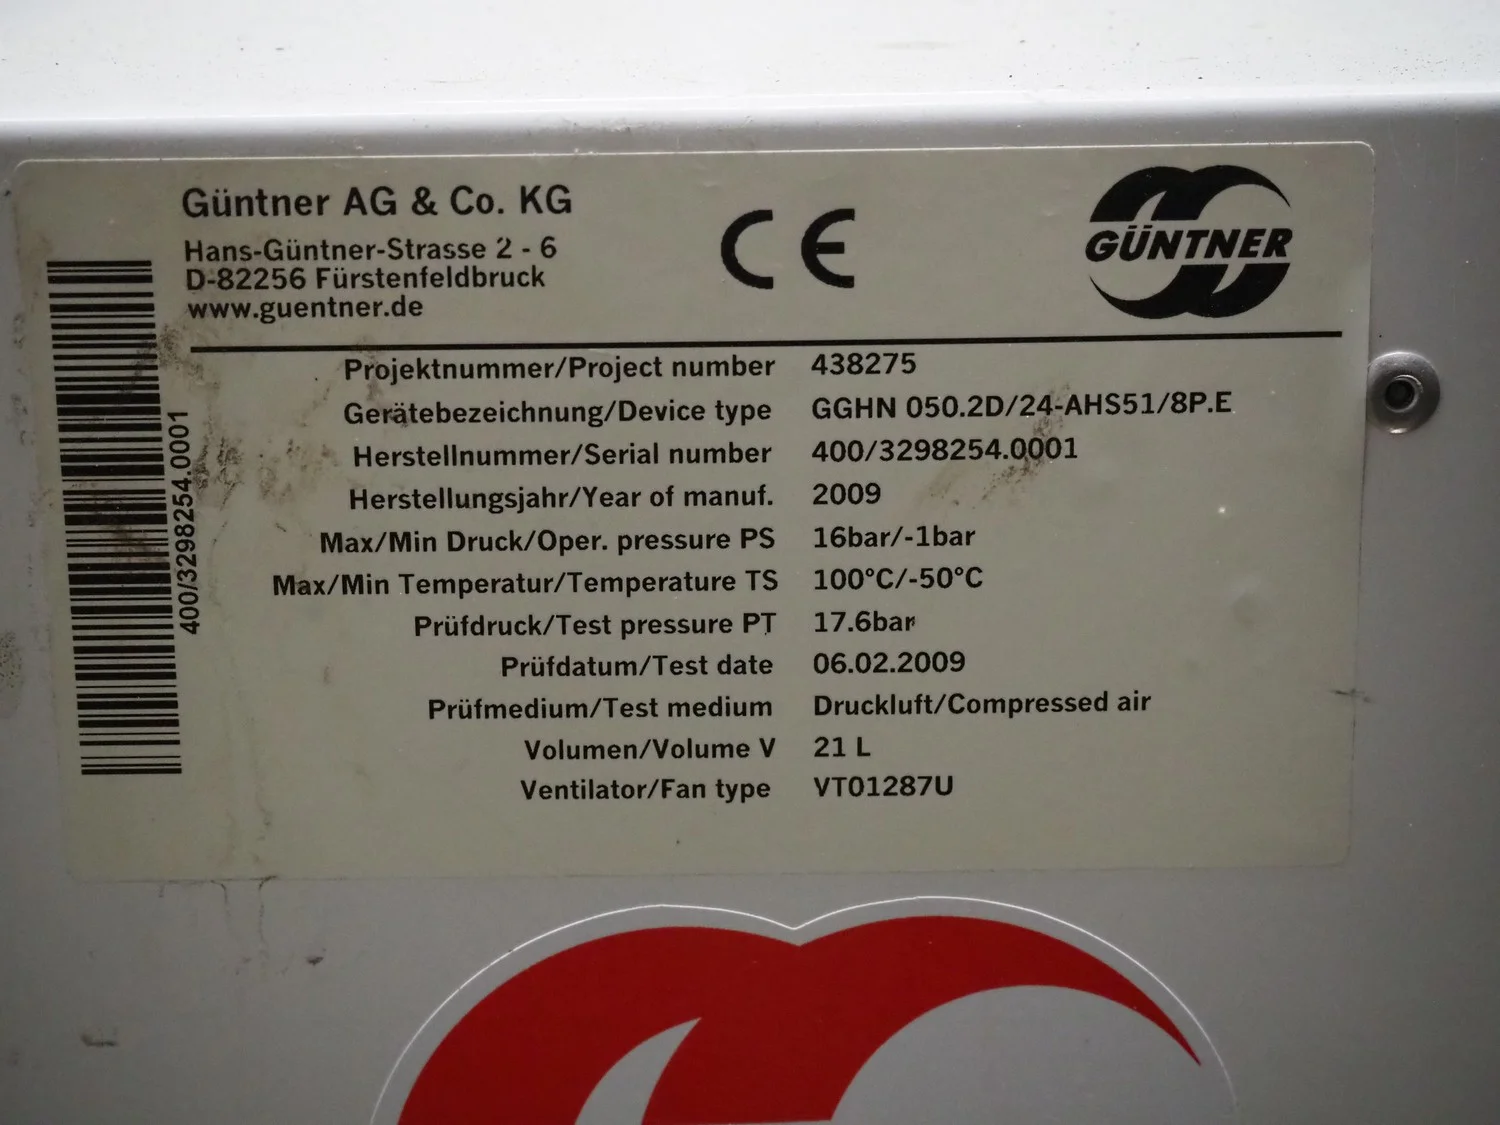 Güntner AG & Co. KG
Hans-Güntner-Strasse 2 - 6
D-82256 Fürstenfeldbruck
www.guentner.de
CE
GÜNTNER
400/3298254.0001
Projektnummer/Project number 438275
Gerätebezeichnung/Device type GGHN 050.2D/24-AHS51/8P.E
Herstellnummer/Serial number 400/3298254.0001
Herstellungsjahr/Year of manuf. 2009
Max/Min Druck/Oper. pressure PS 16bar/-1bar
Max/Min Temperatur/Temperature TS 100°C/-50°C
Prüfdruck/Test pressure PT 17.6bar
Prüfdatum/Test date 06.02.2009
Prüfmedium/Test medium Druckluft/Compressed air
Volumen/Volume V 21 L
Ventilator/Fan type VT01287U